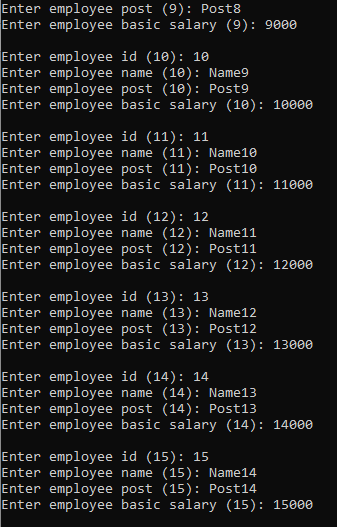 Enter employee post (9): Post8
Enter employee basic salary (9): 9000
Enter employee id (10): 10
Enter employee name (10): Name9
Enter employee post (10): Post9
Enter employee basic salary (10): 10000
Enter employee id (11): 11
Enter employee name (11): Name10
Enter employee post (11): Post10
Enter employee basic salary (11): 11000
Enter employee id (12): 12
Enter employee name (12): Name11
Enter employee post (12): Post11
Enter employee basic salary (12): 12000
Enter employee id (13): 13
Enter employee name (13): Name12
Enter employee post (13): Post12
Enter employee basic salary (13): 13000
Enter employee id (14): 14
Enter employee name (14): Name13
Enter employee post (14): Post13
Enter employee basic salary (14): 14000
Enter employee id (15): 15
Enter employee name (15): Name14
Enter employee post (15): Post14
Enter employee basic salary (15): 15000